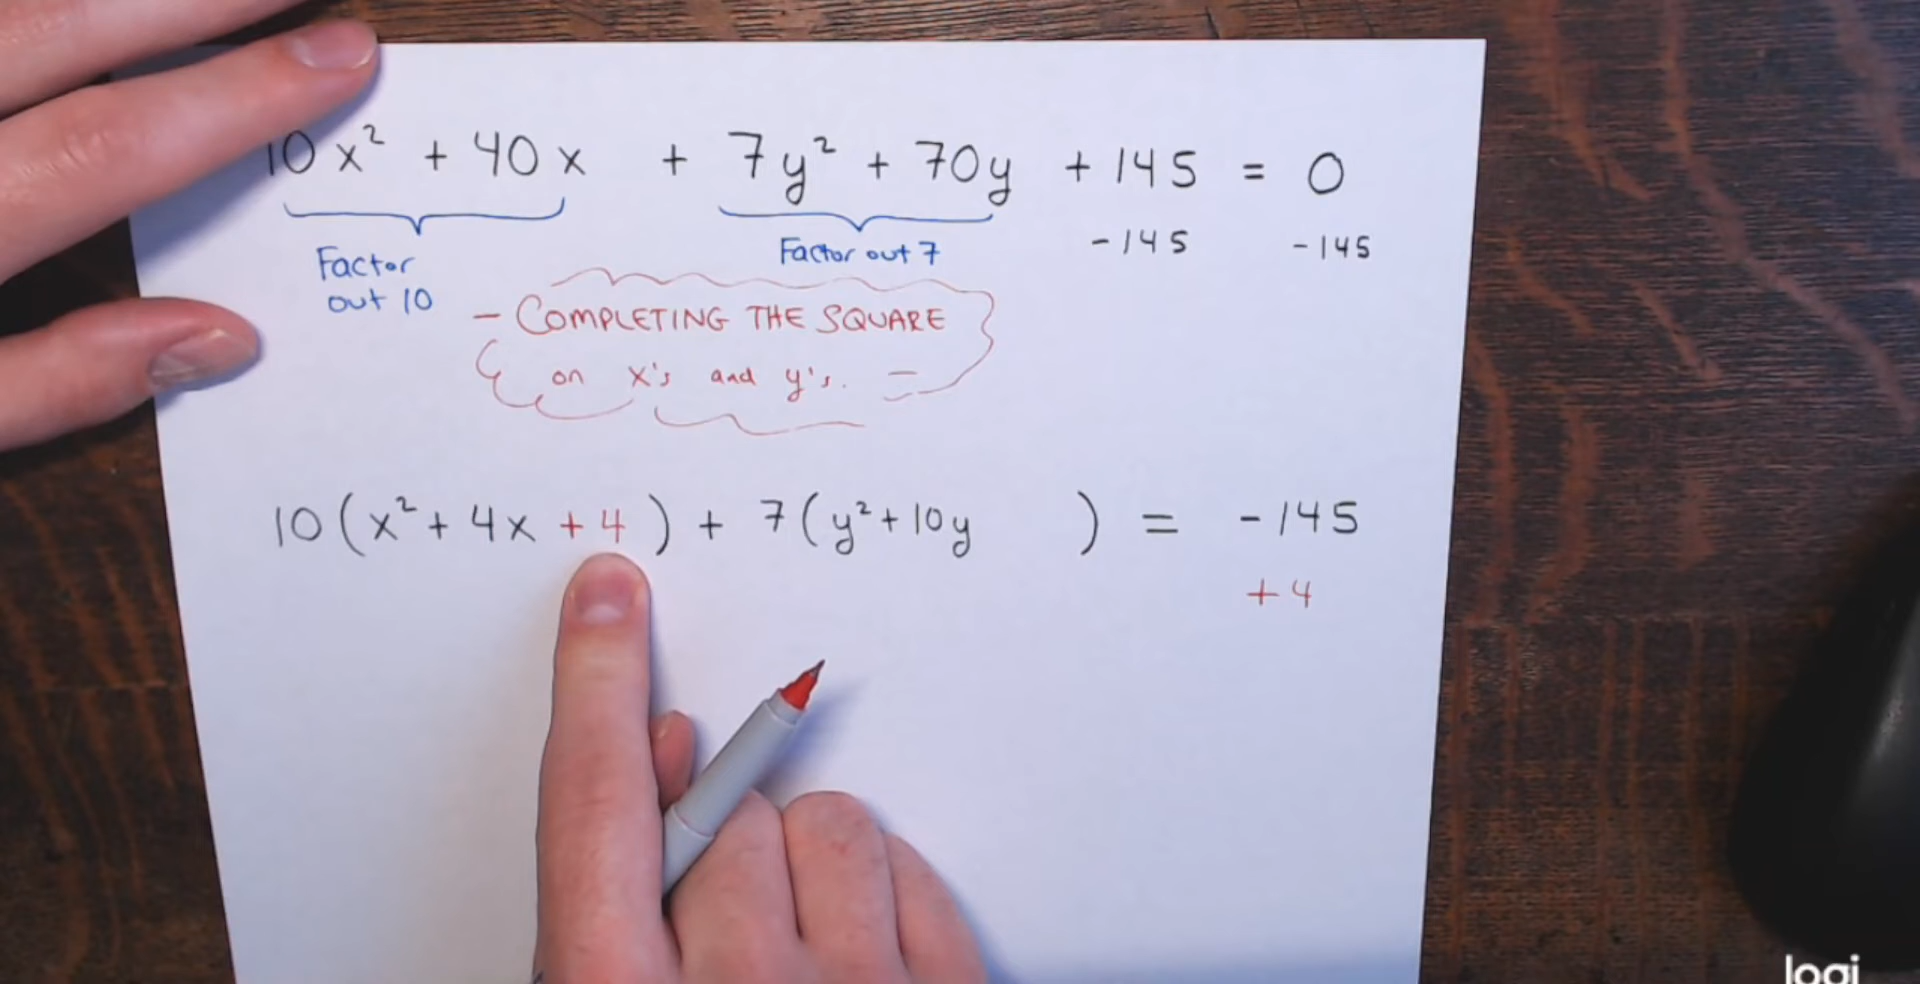 10x² + 40x + 7y² + 70y + 145 = 0
-145 -145
Factor out 10
Factor out 7
- COMPLETING THE SQUARE
on x's and y's. -
10(x² + 4x + 4) + 7(y² + 10y ) = -145
+4
logi